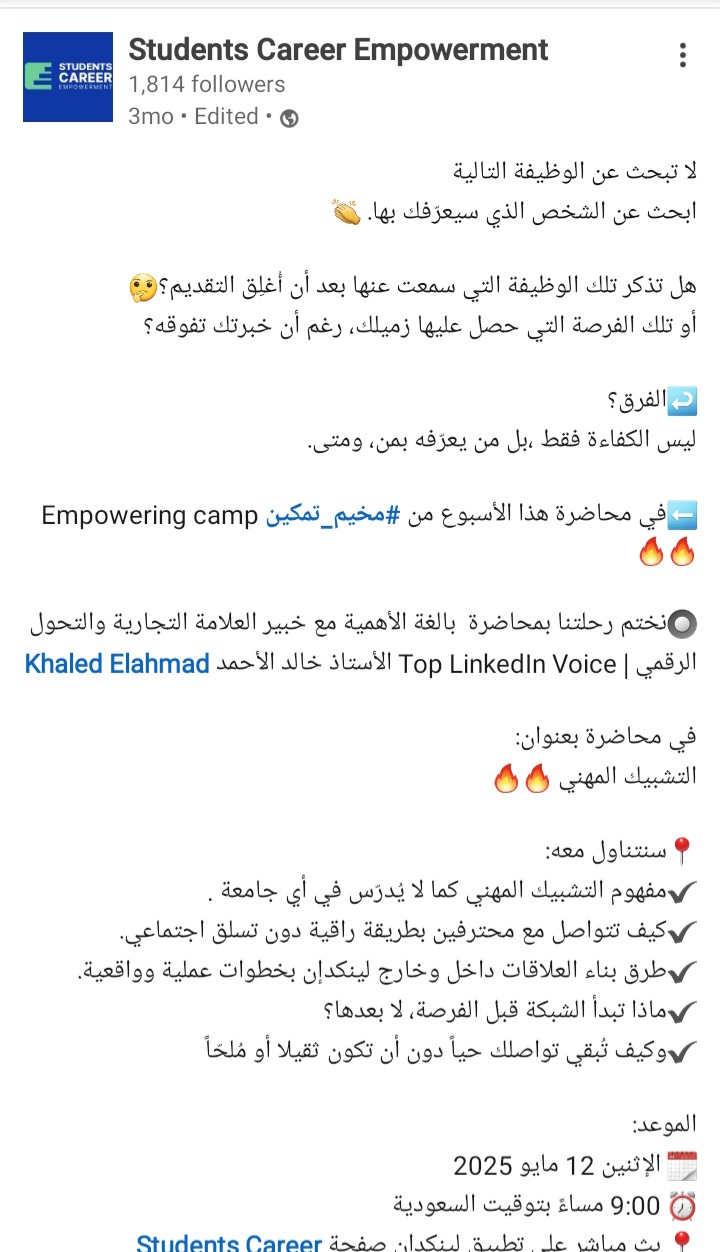 Students Career Empowerment
STUDENTS
CAREER
EMPOWERMENT
1,814 followers
3mo • Edited •
لا تبحث عن الوظيفة التالية
ابحث عن الشخص الذي سيعرّفك بها. 👏
هل تذكر تلك الوظيفة التي سمعت عنها بعد أن أُغلِق التقديم؟🤔
أو تلك الفرصة التي حصل عليها زميلك، رغم أن خبرتك تفوقه؟
↩️الفرق؟
ليس الكفاءة فقط ،بل من يعرّفه بمن، ومتى.
⬅️في محاضرة هذا الأسبوع من #مخيم_تمكين Empowering camp
🔥🔥
🔘نختم رحلتنا بمحاضرة بالغة الأهمية مع خبير العلامة التجارية والتحول
الرقمي | Top LinkedIn Voice الأستاذ خالد الأحمد Khaled Elahmad
في محاضرة بعنوان:
التشبيك المهني 🔥🔥
📍سنتناول معه:
✔️مفهوم التشبيك المهني كما لا يُدرّس في أي جامعة .
✔️كيف تتواصل مع محترفين بطريقة راقية دون تسلق اجتماعي.
✔️طرق بناء العلاقات داخل وخارج لينكدإن بخطوات عملية وواقعية.
✔️ماذا تبدأ الشبكة قبل الفرصة، لا بعدها؟
✔️وكيف تُبقي تواصلك حياً دون أن تكون ثقيلا أو مُلحّاً
الموعد:
🗓️ الإثنين 12 مايو 2025
⏰ 9:00 مساءً بتوقيت السعودية
📍 بث مباشر على تطبيق لينكدإن صفحة Students Career